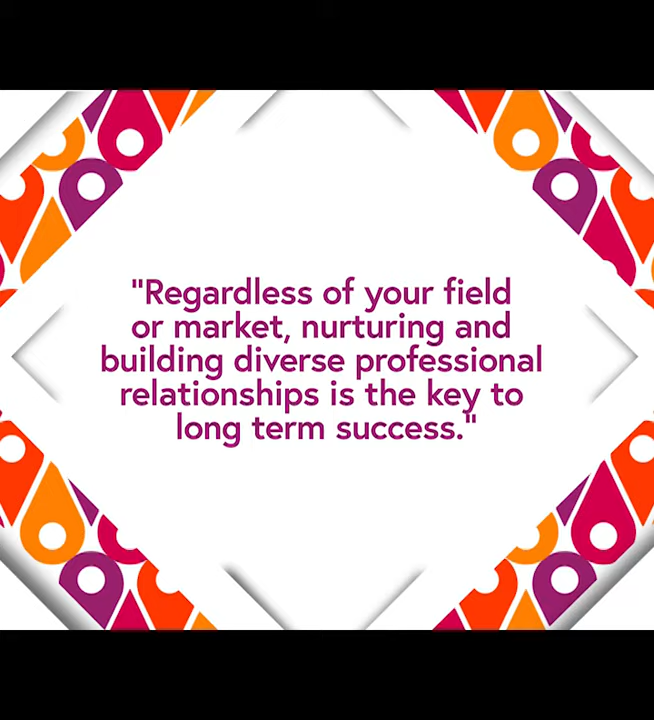 "Regardless of your field
or market, nurturing and
building diverse professional
relationships is the key to
long term success."